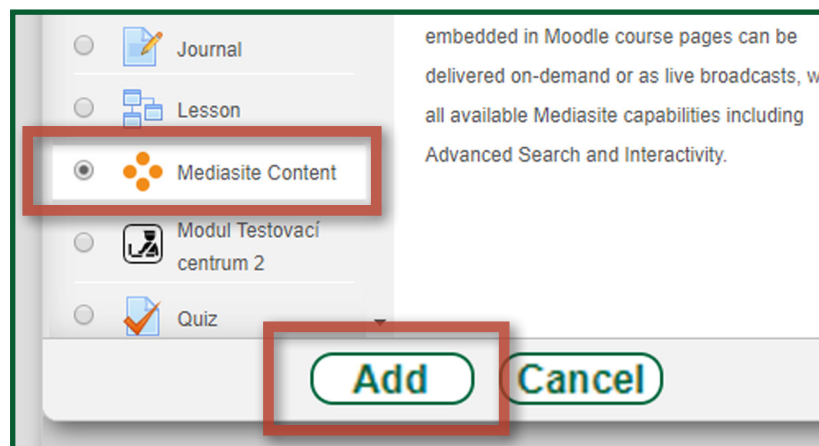 Journal
Lesson
Mediasite Content
Modul Testovací
centrum 2
Quiz
embedded in Moodle course pages can be
delivered on-demand or as live broadcasts, w
all available Mediasite capabilities including
Advanced Search and Interactivity.
Add
Cancel